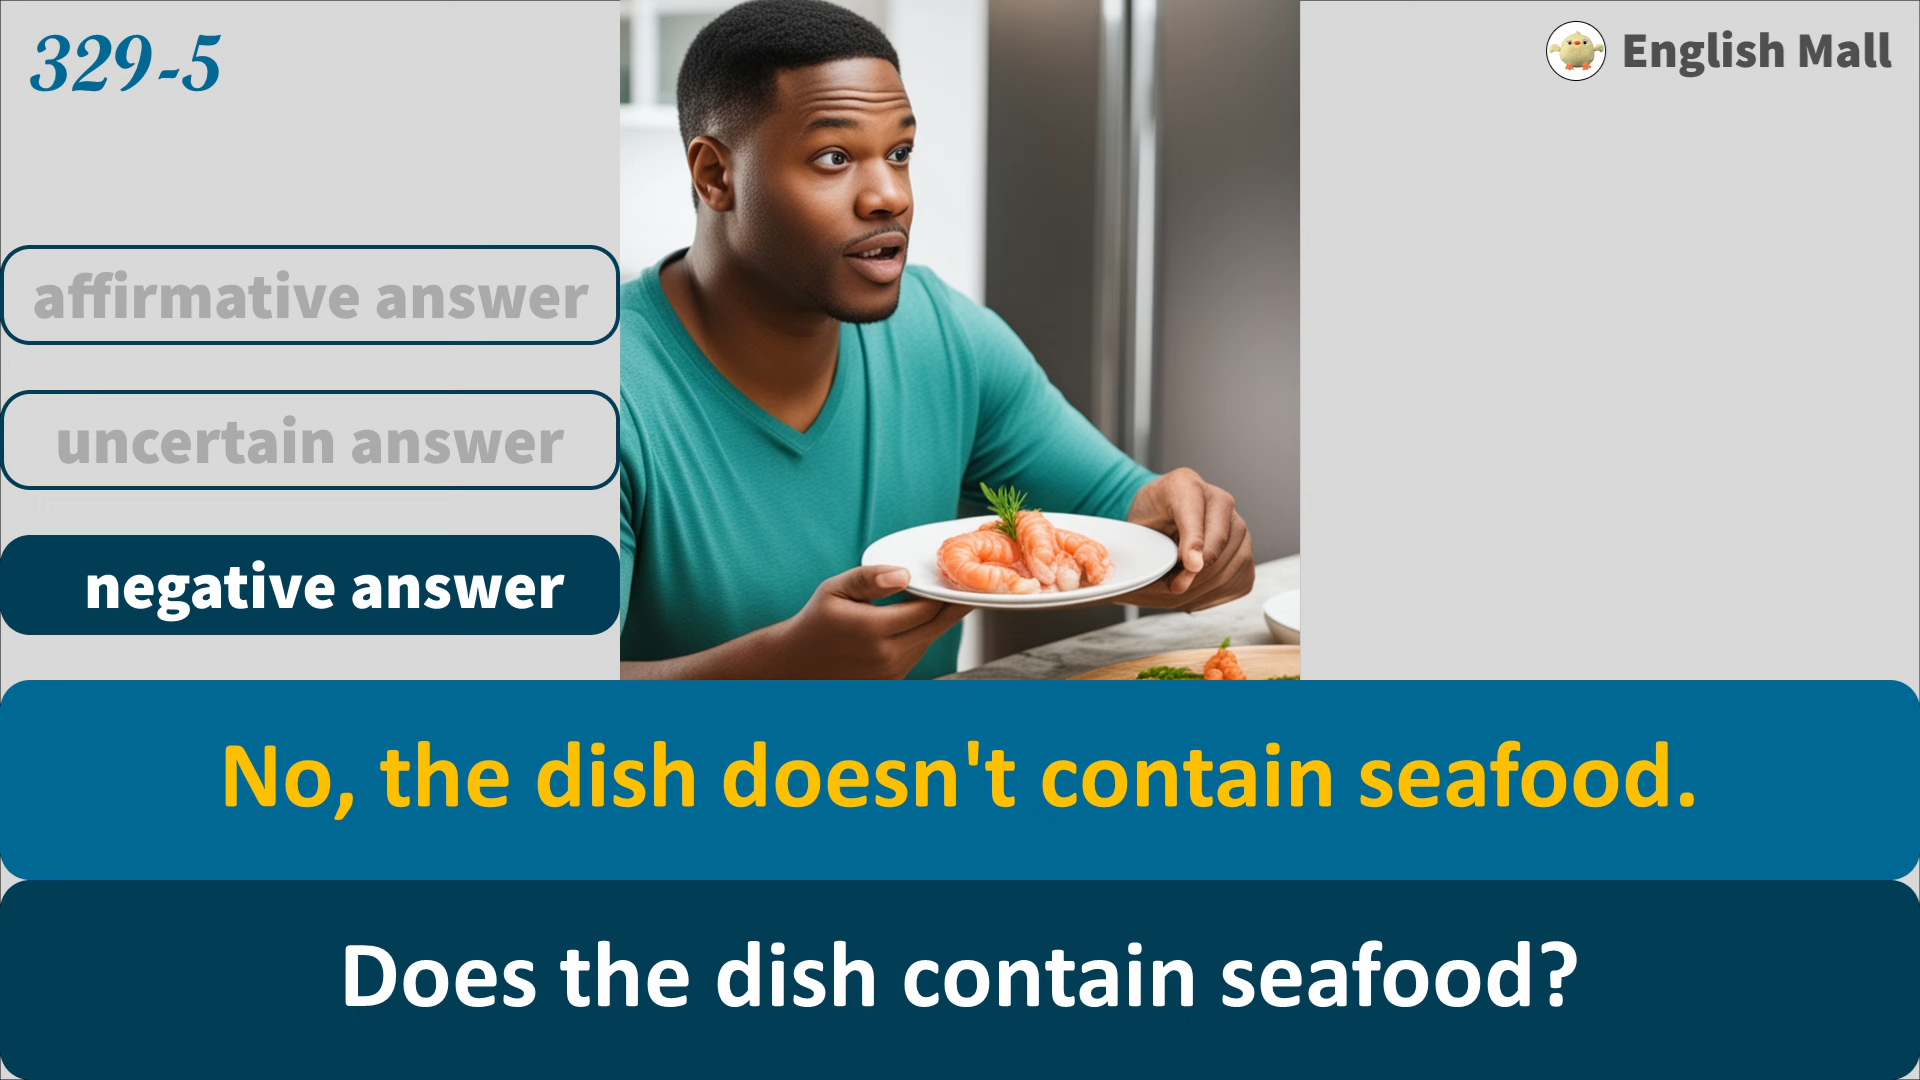 329-5
English Mall
affirmative answer
uncertain answer
negative answer
No, the dish doesn't contain seafood.
Does the dish contain seafood?